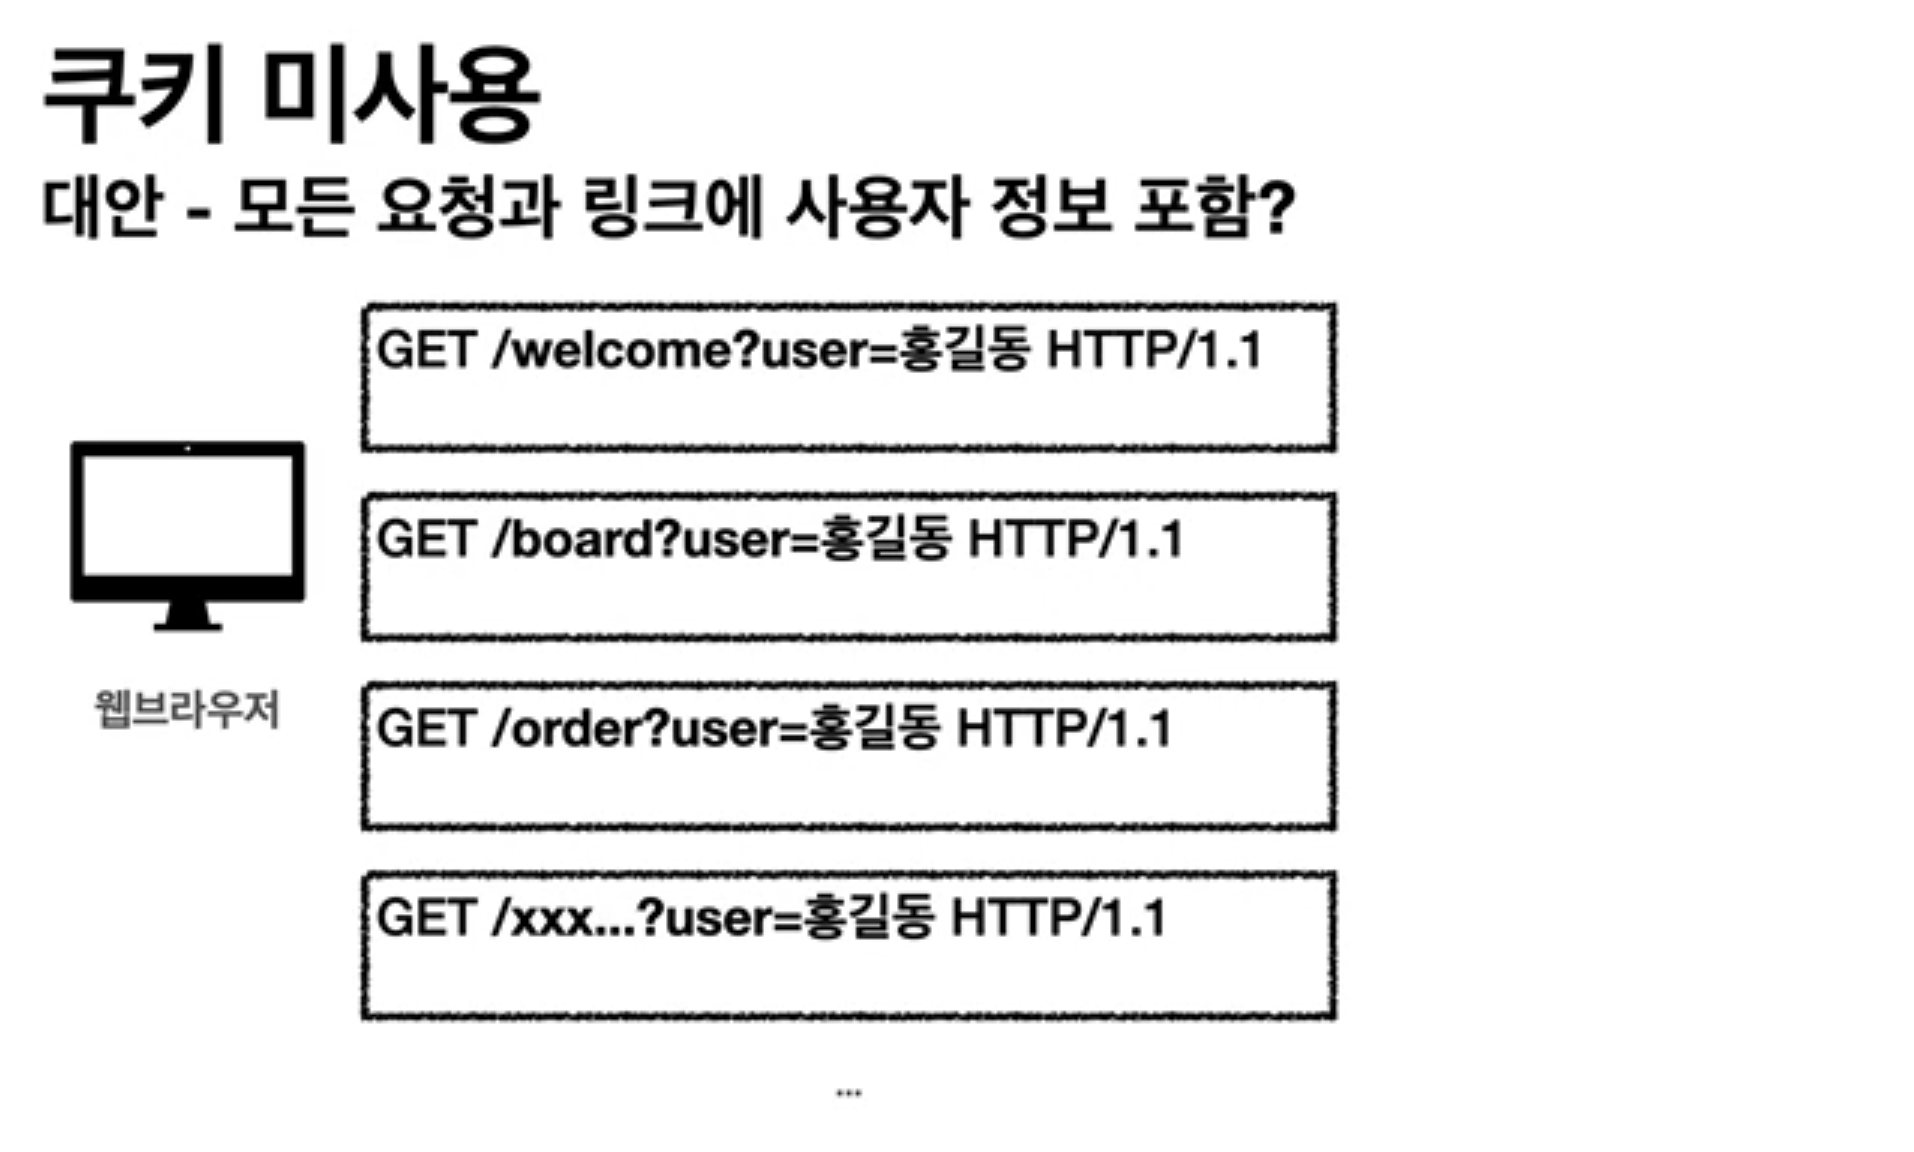 쿠키 미사용
대안 - 모든 요청과 링크에 사용자 정보 포함?
GET /welcome?user=홍길동 HTTP/1.1
GET /board?user=홍길동 HTTP/1.1
GET /order?user=홍길동 HTTP/1.1
GET /xxx...?user=홍길동 HTTP/1.1
웹브라우저
...